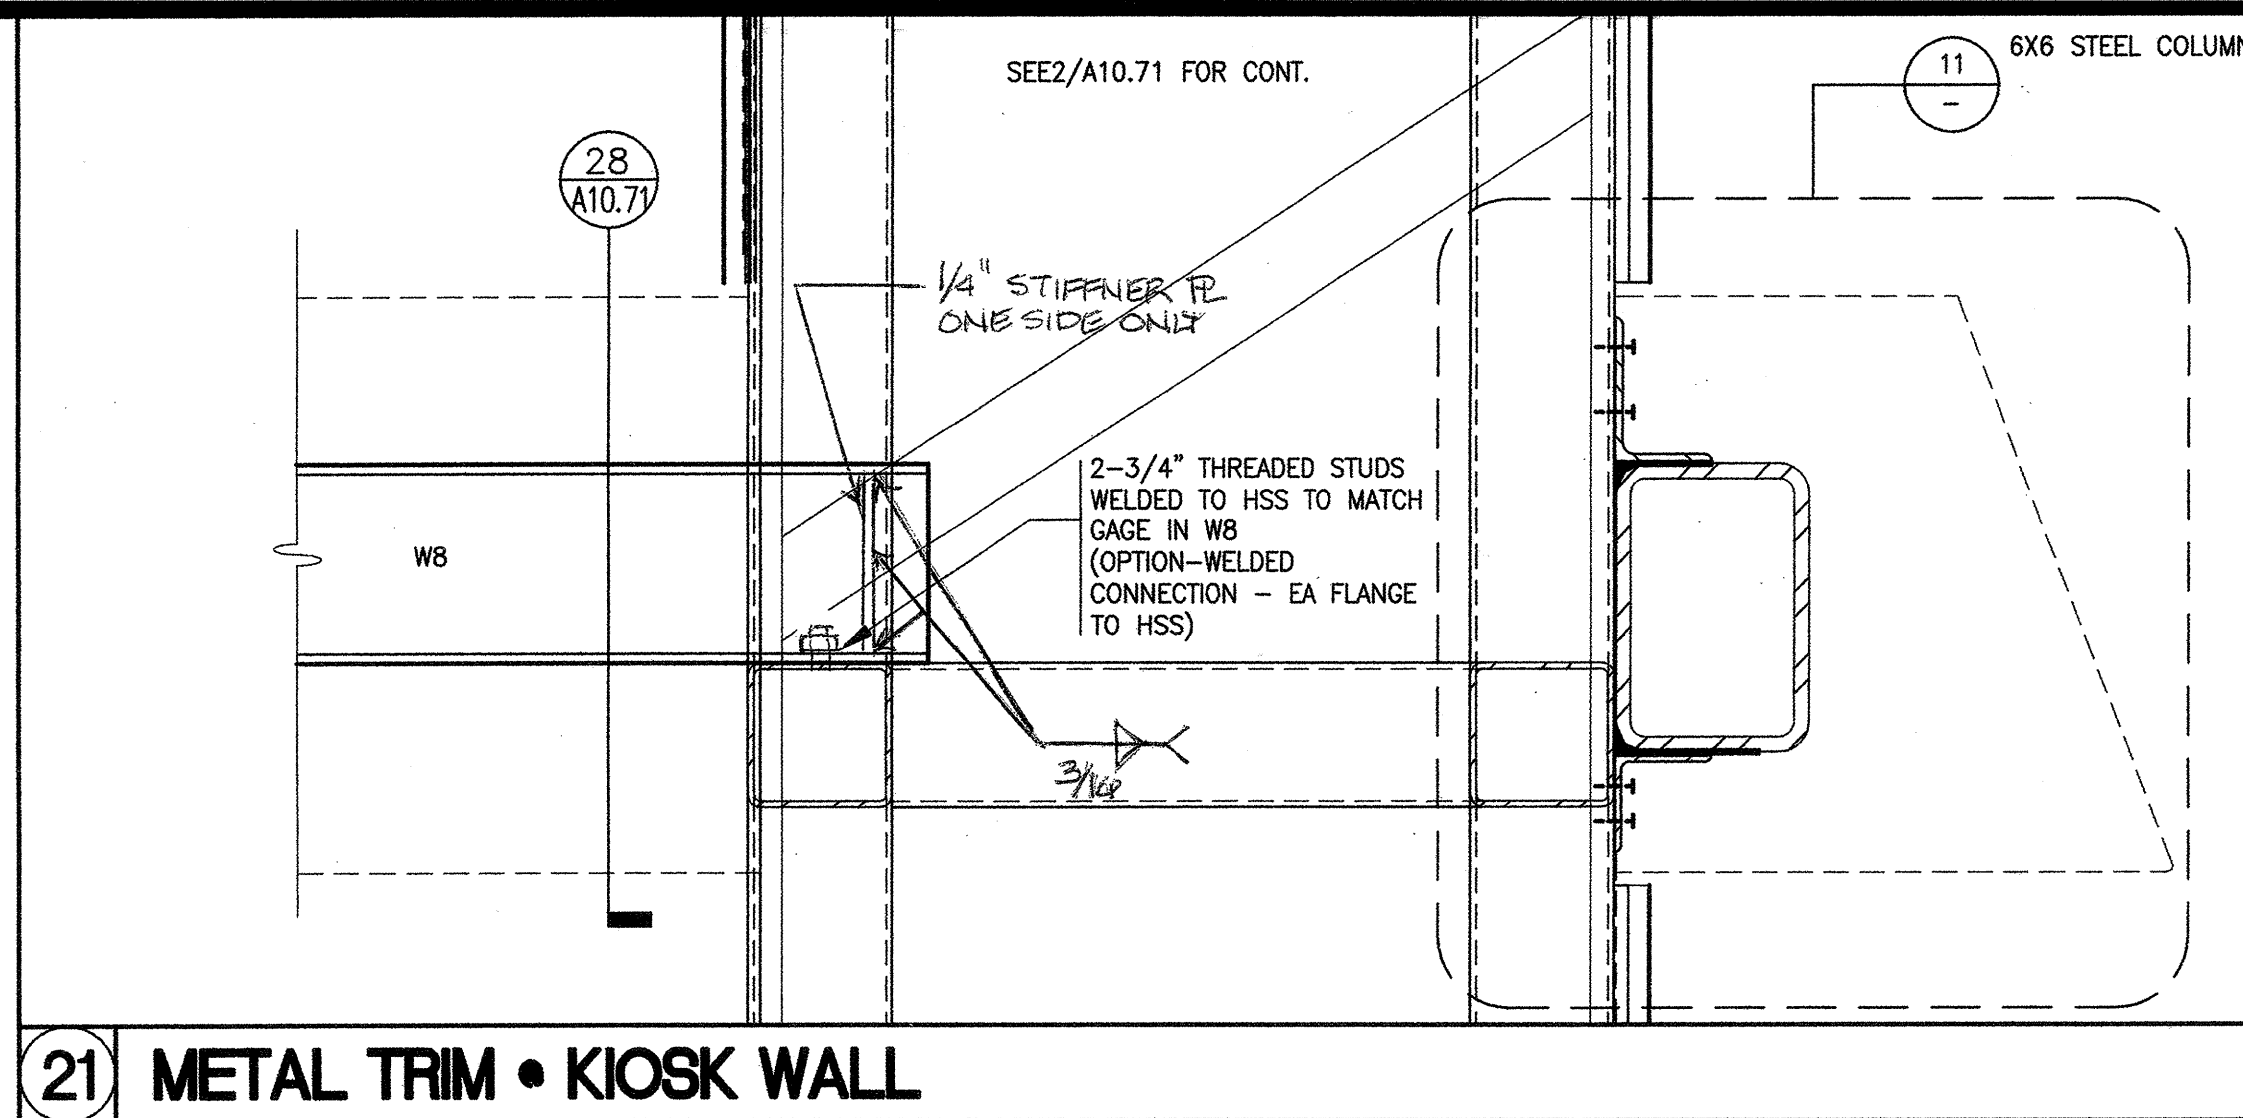 SEE2/A10.71 FOR CONT.
11
-
6X6 STEEL COLUMN
28
A10.71
1/4" STIFFNER PL
ONE SIDE ONLY
2-3/4" THREADED STUDS
WELDED TO HSS TO MATCH
GAGE IN W8
(OPTION-WELDED
CONNECTION - EA FLANGE
TO HSS)
W8
3/16
21
METAL TRIM • KIOSK WALL